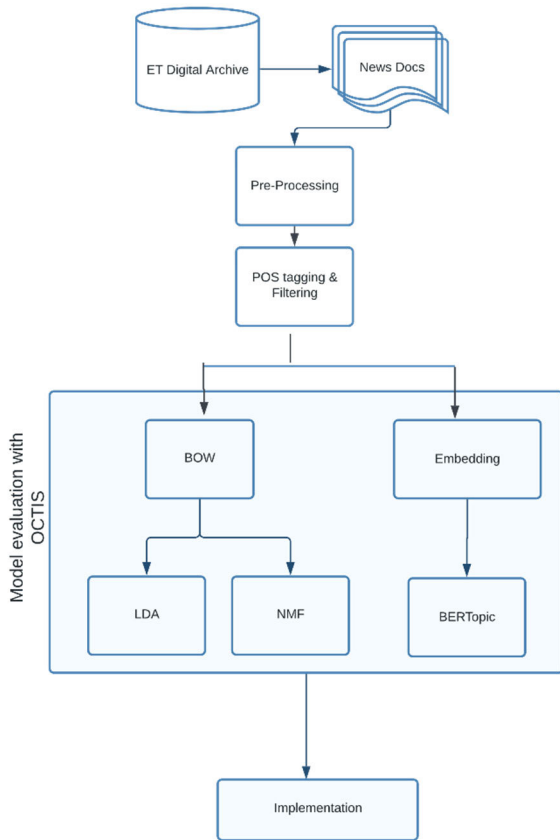 ET Digital Archive
News Docs
Pre-Processing
POS tagging &
Filtering
Model evaluation with
OCTIS
BOW
Embedding
LDA
NMF
BERTopic
Implementation